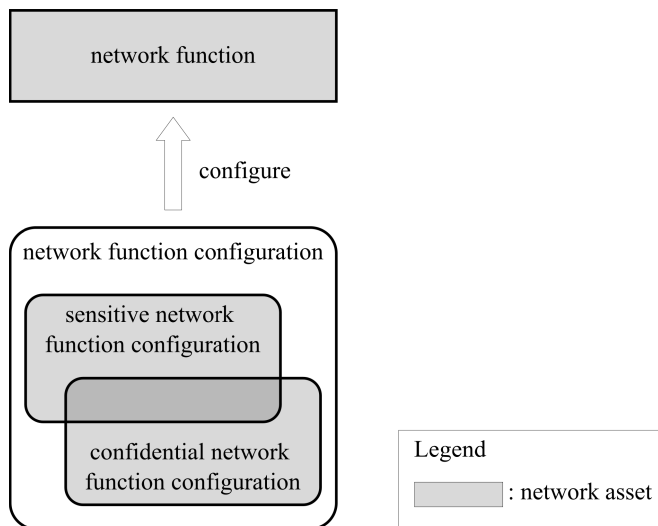 network function
configure
network function configuration
sensitive network
function configuration
confidential network
function configuration
Legend
: network asset